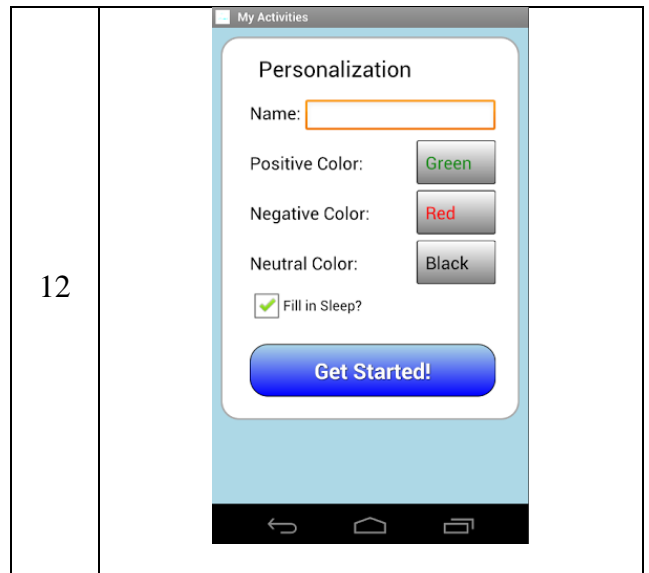 My Activities
Personalization
Name:
Positive Color: Green
Negative Color: Red
12
Neutral Color: Black
Fill in Sleep?
Get Started!